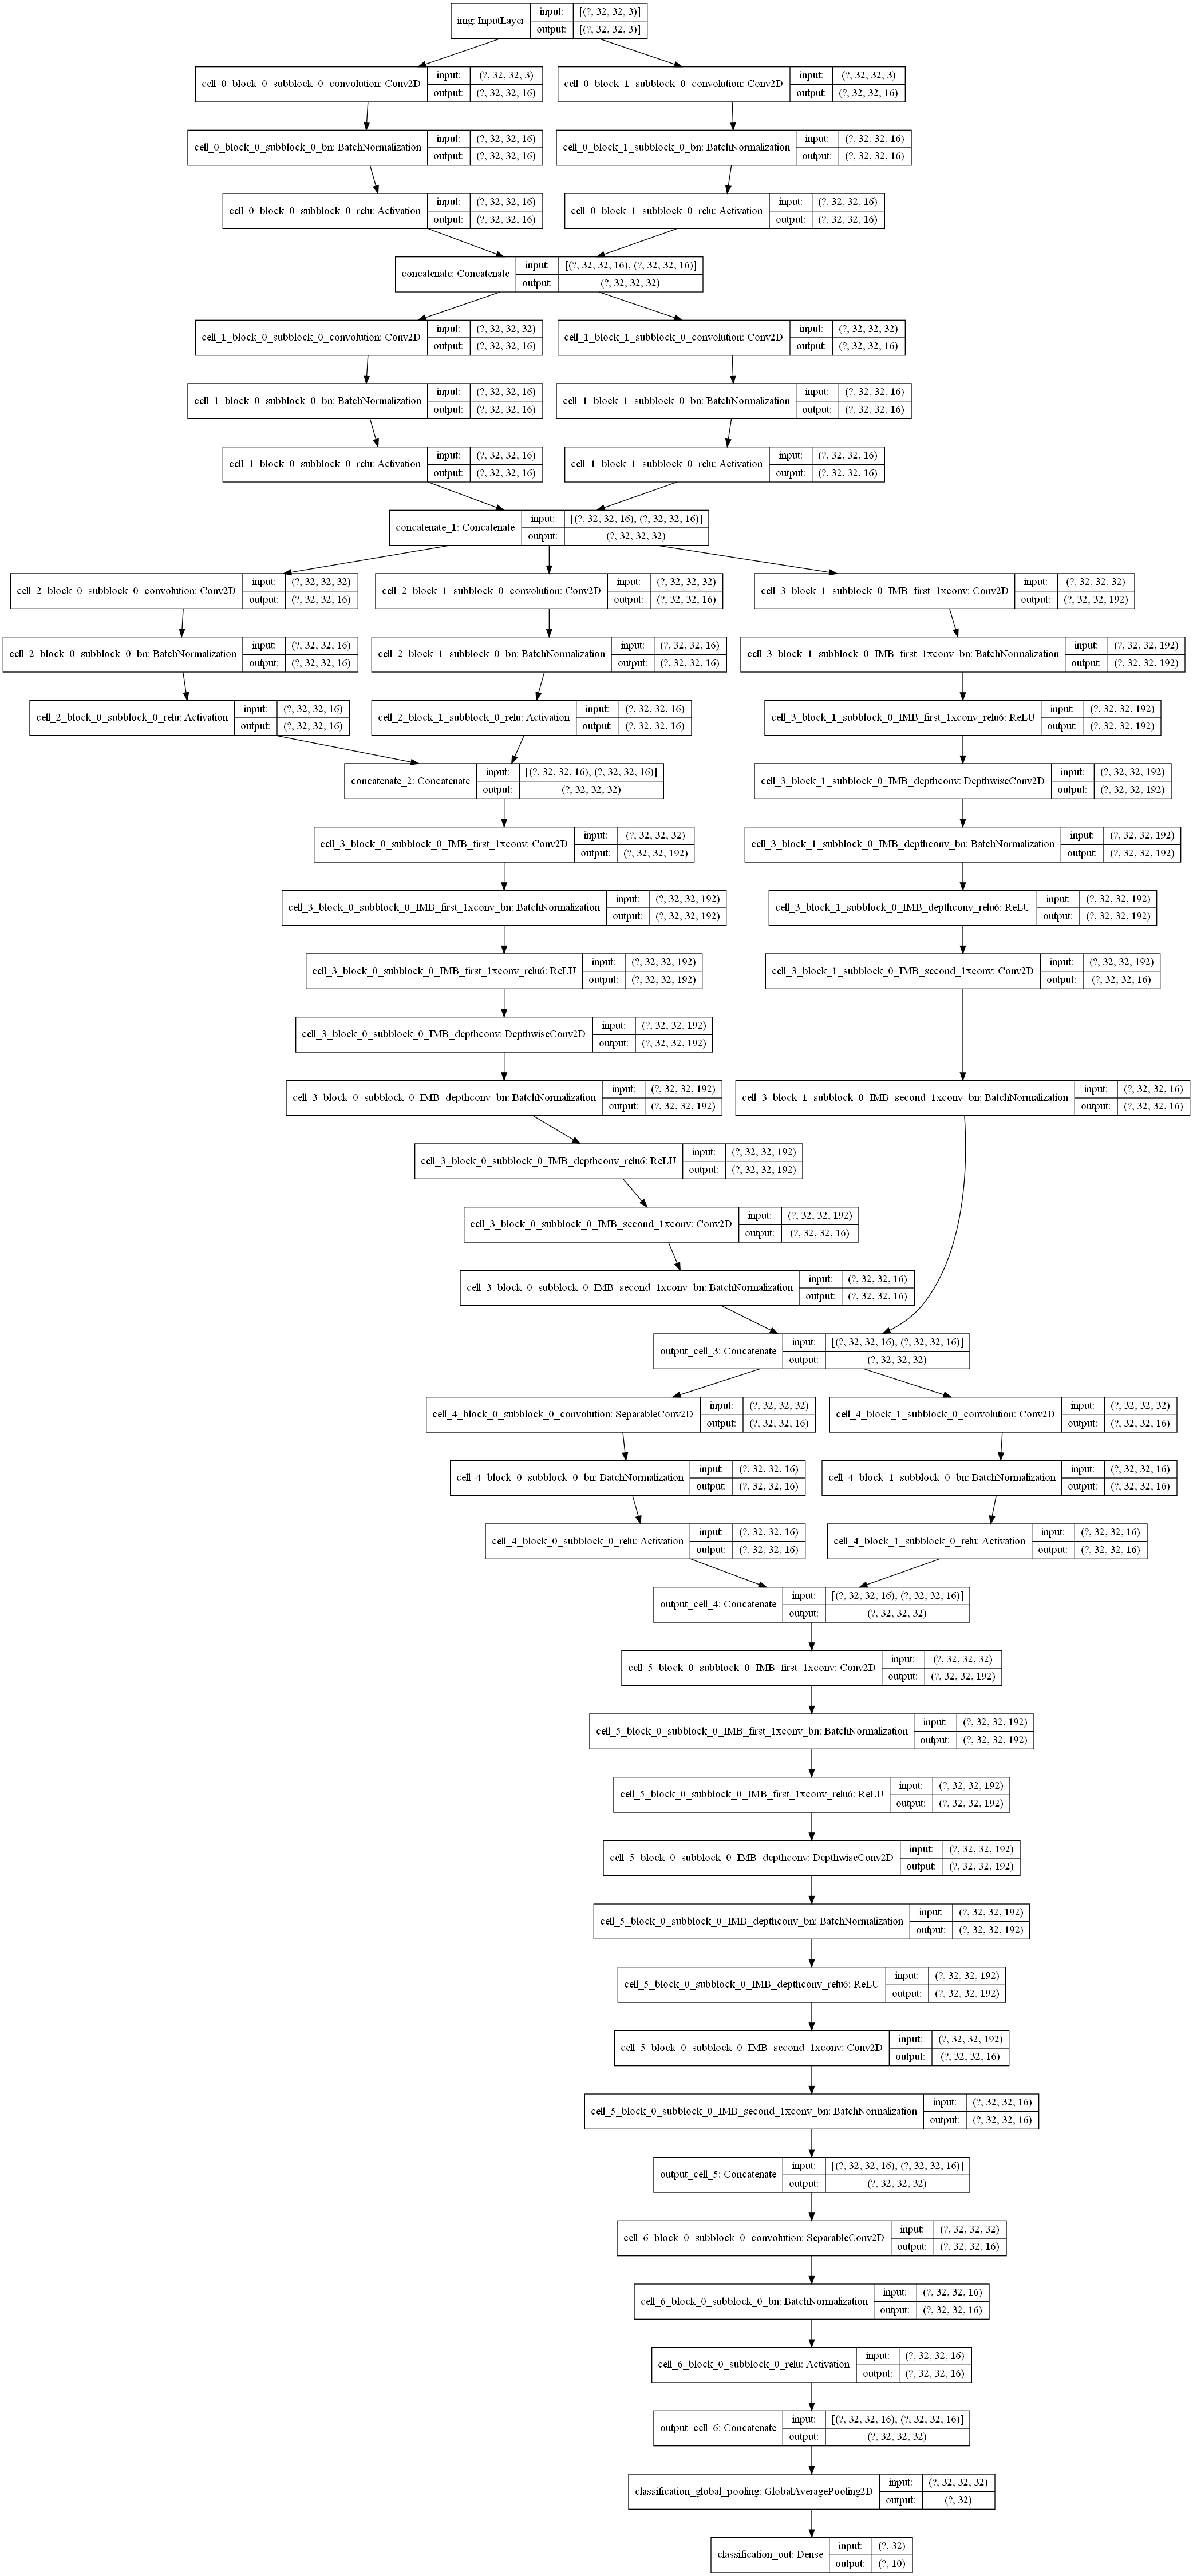 img: InputLayer
input: [(?, 32, 32, 3)]
output: [(?, 32, 32, 3)]
cell_0_block_0_subblock_0_convolution: Conv2D
input: (?, 32, 32, 3)
output: (?, 32, 32, 16)
cell_0_block_1_subblock_0_convolution: Conv2D
input: (?, 32, 32, 3)
output: (?, 32, 32, 16)
cell_0_block_0_subblock_0_bn: BatchNormalization
input: (?, 32, 32, 16)
output: (?, 32, 32, 16)
cell_0_block_1_subblock_0_bn: BatchNormalization
input: (?, 32, 32, 16)
output: (?, 32, 32, 16)
cell_0_block_0_subblock_0_relu: Activation
input: (?, 32, 32, 16)
output: (?, 32, 32, 16)
cell_0_block_1_subblock_0_relu: Activation
input: (?, 32, 32, 16)
output: (?, 32, 32, 16)
concatenate: Concatenate
input: [(?, 32, 32, 16), (?, 32, 32, 16)]
output: (?, 32, 32, 32)
cell_1_block_0_subblock_0_convolution: Conv2D
input: (?, 32, 32, 32)
output: (?, 32, 32, 16)
cell_1_block_1_subblock_0_convolution: Conv2D
input: (?, 32, 32, 32)
output: (?, 32, 32, 16)
cell_1_block_0_subblock_0_bn: BatchNormalization
input: (?, 32, 32, 16)
output: (?, 32, 32, 16)
cell_1_block_1_subblock_0_bn: BatchNormalization
input: (?, 32, 32, 16)
output: (?, 32, 32, 16)
cell_1_block_0_subblock_0_relu: Activation
input: (?, 32, 32, 16)
output: (?, 32, 32, 16)
cell_1_block_1_subblock_0_relu: Activation
input: (?, 32, 32, 16)
output: (?, 32, 32, 16)
concatenate_1: Concatenate
input: [(?, 32, 32, 16), (?, 32, 32, 16)]
output: (?, 32, 32, 32)
cell_2_block_0_subblock_0_convolution: Conv2D
input: (?, 32, 32, 32)
output: (?, 32, 32, 16)
cell_2_block_1_subblock_0_convolution: Conv2D
input: (?, 32, 32, 32)
output: (?, 32, 32, 16)
cell_3_block_1_subblock_0_IMB_first_1xconv: Conv2D
input: (?, 32, 32, 32)
output: (?, 32, 32, 192)
cell_2_block_0_subblock_0_bn: BatchNormalization
input: (?, 32, 32, 16)
output: (?, 32, 32, 16)
cell_2_block_1_subblock_0_bn: BatchNormalization
input: (?, 32, 32, 16)
output: (?, 32, 32, 16)
cell_3_block_1_subblock_0_IMB_first_1xconv_bn: BatchNormalization
input: (?, 32, 32, 192)
output: (?, 32, 32, 192)
cell_2_block_0_subblock_0_relu: Activation
input: (?, 32, 32, 16)
output: (?, 32, 32, 16)
cell_2_block_1_subblock_0_relu: Activation
input: (?, 32, 32, 16)
output: (?, 32, 32, 16)
cell_3_block_1_subblock_0_IMB_first_1xconv_relu6: ReLU
input: (?, 32, 32, 192)
output: (?, 32, 32, 192)
concatenate_2: Concatenate
input: [(?, 32, 32, 16), (?, 32, 32, 16)]
output: (?, 32, 32, 32)
cell_3_block_1_subblock_0_IMB_depthconv: DepthwiseConv2D
input: (?, 32, 32, 192)
output: (?, 32, 32, 192)
cell_3_block_0_subblock_0_IMB_first_1xconv: Conv2D
input: (?, 32, 32, 32)
output: (?, 32, 32, 192)
cell_3_block_1_subblock_0_IMB_depthconv_bn: BatchNormalization
input: (?, 32, 32, 192)
output: (?, 32, 32, 192)
cell_3_block_0_subblock_0_IMB_first_1xconv_bn: BatchNormalization
input: (?, 32, 32, 192)
output: (?, 32, 32, 192)
cell_3_block_1_subblock_0_IMB_depthconv_relu6: ReLU
input: (?, 32, 32, 192)
output: (?, 32, 32, 192)
cell_3_block_0_subblock_0_IMB_first_1xconv_relu6: ReLU
input: (?, 32, 32, 192)
output: (?, 32, 32, 192)
cell_3_block_1_subblock_0_IMB_second_1xconv: Conv2D
input: (?, 32, 32, 192)
output: (?, 32, 32, 16)
cell_3_block_0_subblock_0_IMB_depthconv: DepthwiseConv2D
input: (?, 32, 32, 192)
output: (?, 32, 32, 192)
cell_3_block_0_subblock_0_IMB_depthconv_bn: BatchNormalization
input: (?, 32, 32, 192)
output: (?, 32, 32, 192)
cell_3_block_1_subblock_0_IMB_second_1xconv_bn: BatchNormalization
input: (?, 32, 32, 16)
output: (?, 32, 32, 16)
cell_3_block_0_subblock_0_IMB_depthconv_relu6: ReLU
input: (?, 32, 32, 192)
output: (?, 32, 32, 192)
cell_3_block_0_subblock_0_IMB_second_1xconv: Conv2D
input: (?, 32, 32, 192)
output: (?, 32, 32, 16)
cell_3_block_0_subblock_0_IMB_second_1xconv_bn: BatchNormalization
input: (?, 32, 32, 16)
output: (?, 32, 32, 16)
output_cell_3: Concatenate
input: [(?, 32, 32, 16), (?, 32, 32, 16)]
output: (?, 32, 32, 32)
cell_4_block_0_subblock_0_convolution: SeparableConv2D
input: (?, 32, 32, 32)
output: (?, 32, 32, 16)
cell_4_block_1_subblock_0_convolution: Conv2D
input: (?, 32, 32, 32)
output: (?, 32, 32, 16)
cell_4_block_0_subblock_0_bn: BatchNormalization
input: (?, 32, 32, 16)
output: (?, 32, 32, 16)
cell_4_block_1_subblock_0_bn: BatchNormalization
input: (?, 32, 32, 16)
output: (?, 32, 32, 16)
cell_4_block_0_subblock_0_relu: Activation
input: (?, 32, 32, 16)
output: (?, 32, 32, 16)
cell_4_block_1_subblock_0_relu: Activation
input: (?, 32, 32, 16)
output: (?, 32, 32, 16)
output_cell_4: Concatenate
input: [(?, 32, 32, 16), (?, 32, 32, 16)]
output: (?, 32, 32, 32)
cell_5_block_0_subblock_0_IMB_first_1xconv: Conv2D
input: (?, 32, 32, 32)
output: (?, 32, 32, 192)
cell_5_block_0_subblock_0_IMB_first_1xconv_bn: BatchNormalization
input: (?, 32, 32, 192)
output: (?, 32, 32, 192)
cell_5_block_0_subblock_0_IMB_first_1xconv_relu6: ReLU
input: (?, 32, 32, 192)
output: (?, 32, 32, 192)
cell_5_block_0_subblock_0_IMB_depthconv: DepthwiseConv2D
input: (?, 32, 32, 192)
output: (?, 32, 32, 192)
cell_5_block_0_subblock_0_IMB_depthconv_bn: BatchNormalization
input: (?, 32, 32, 192)
output: (?, 32, 32, 192)
cell_5_block_0_subblock_0_IMB_depthconv_relu6: ReLU
input: (?, 32, 32, 192)
output: (?, 32, 32, 192)
cell_5_block_0_subblock_0_IMB_second_1xconv: Conv2D
input: (?, 32, 32, 192)
output: (?, 32, 32, 16)
cell_5_block_0_subblock_0_IMB_second_1xconv_bn: BatchNormalization
input: (?, 32, 32, 16)
output: (?, 32, 32, 16)
output_cell_5: Concatenate
input: [(?, 32, 32, 16), (?, 32, 32, 16)]
output: (?, 32, 32, 32)
cell_6_block_0_subblock_0_convolution: SeparableConv2D
input: (?, 32, 32, 32)
output: (?, 32, 32, 16)
cell_6_block_0_subblock_0_bn: BatchNormalization
input: (?, 32, 32, 16)
output: (?, 32, 32, 16)
cell_6_block_0_subblock_0_relu: Activation
input: (?, 32, 32, 16)
output: (?, 32, 32, 16)
output_cell_6: Concatenate
input: [(?, 32, 32, 16), (?, 32, 32, 16)]
output: (?, 32, 32, 32)
classification_global_pooling: GlobalAveragePooling2D
input: (?, 32, 32, 32)
output: (?, 32)
classification_out: Dense
input: (?, 32)
output: (?, 10)